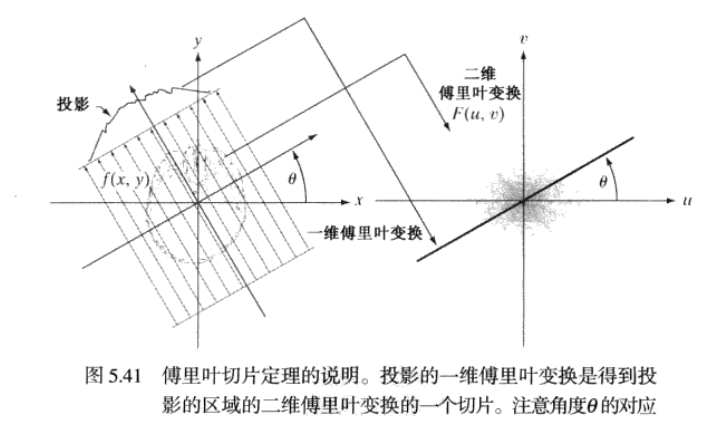 y
v
投影
二维
傅里叶变换
F(u, v)
f(x, y)
θ
x
θ
u
一维傅里叶变换
图 5.41 傅里叶切片定理的说明。投影的一维傅里叶变换是得到投
影的区域的二维傅里叶变换的一个切片。注意角度θ的对应